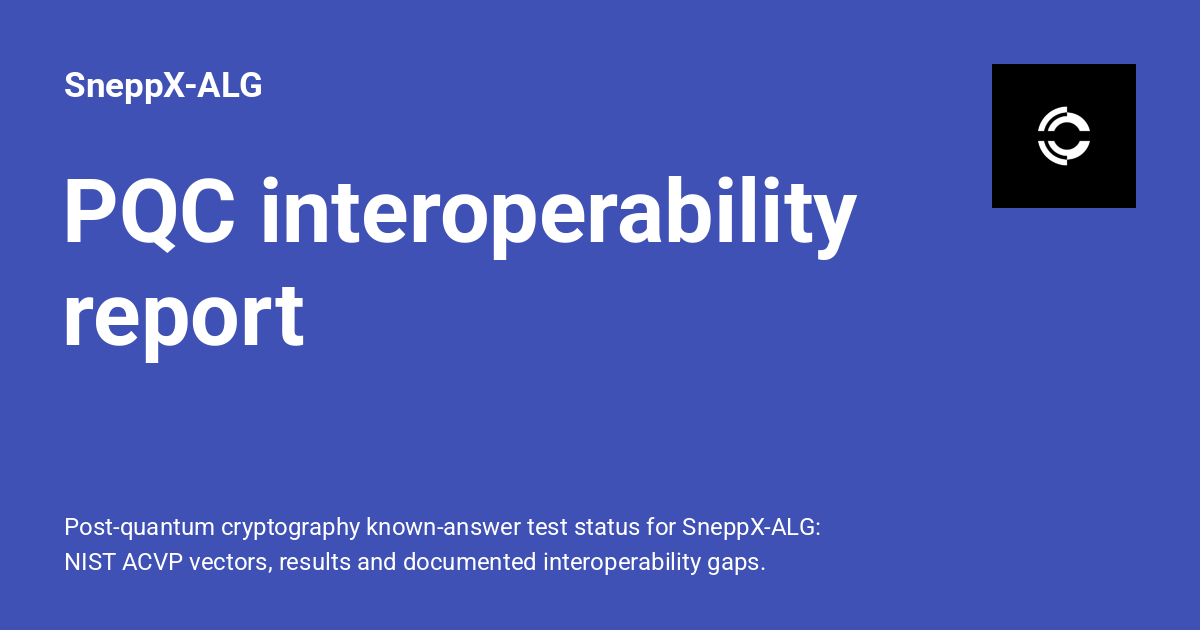 SneppX-ALG
PQC interoperability
report
Post-quantum cryptography known-answer test status for SneppX-ALG:
NIST ACVP vectors, results and documented interoperability gaps.